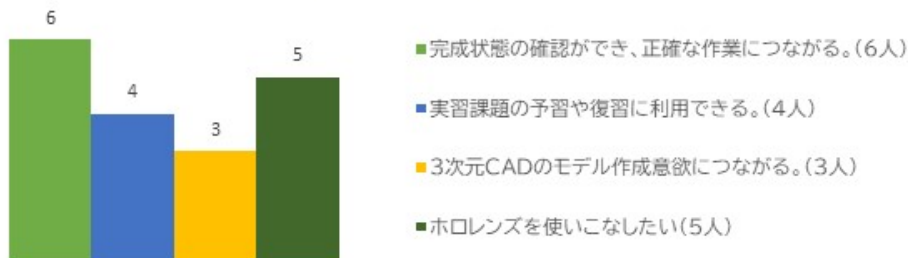 6
4
3
5
完成状態の確認ができ、正確な作業につながる。(6人)
実習課題の予習や復習に利用できる。(4人)
3次元CADのモデル作成意欲につながる。(3人)
ホロレンズを使いこなしたい(5人)